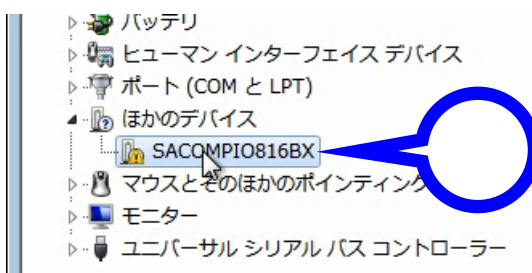 バッテリ
ヒューマン インターフェイス デバイス
ポート (COM と LPT)
ほかのデバイス
SACOMPIO816BX
マウスとそのほかのポインティング
モニター
ユニバーサル シリアル バス コントローラー